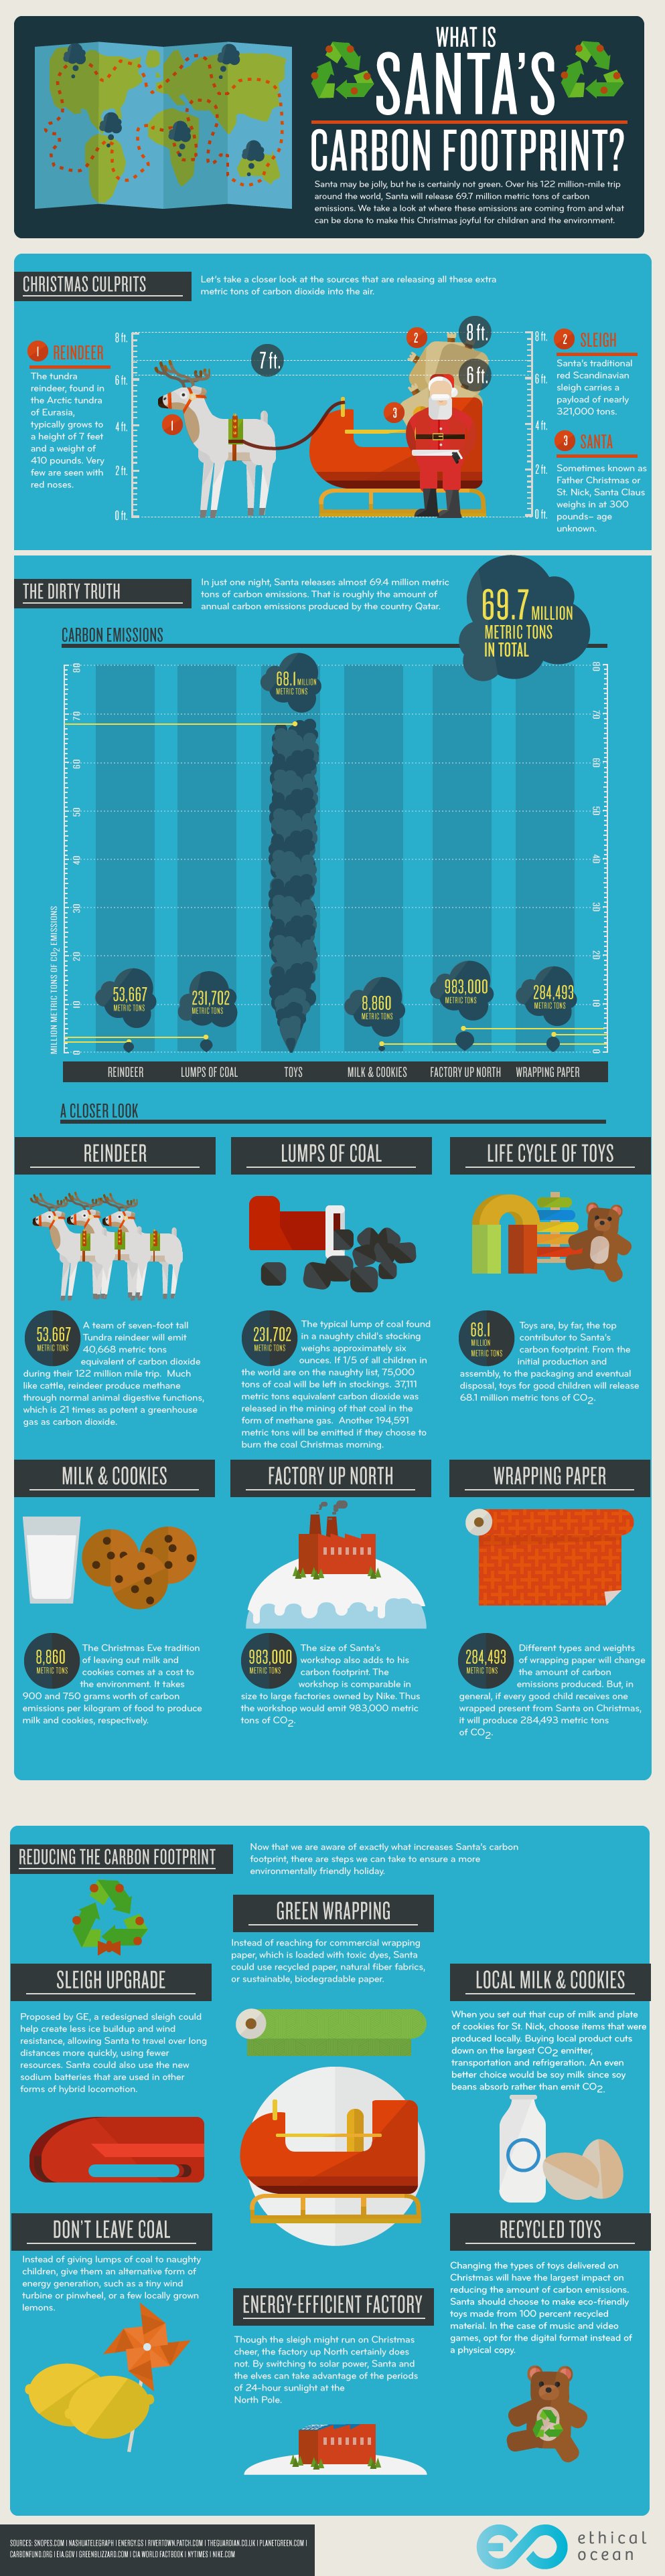 WHAT IS
SANTA'S
CARBON FOOTPRINT?
Santa may be jolly, but he is certainly not green. Over his 122 million-mile trip
around the world, Santa will release 69.7 million metric tons of carbon
emissions. We take a look at where these emissions are coming from and what
can be done to make this Christmas joyful for children and the environment.
CHRISTMAS CULPRITS
Let's take a closer look at the sources that are releasing all these extra
metric tons of carbon dioxide into the air.
1 REINDEER
The tundra
reindeer, found in
the Arctic tundra
of Eurasia,
typically grows to
a height of 7 feet
and a weight of
410 pounds. Very
few are seen with
red noses.
8 ft.
6 ft.
4 ft.
2 ft.
0 ft.
1
7 ft.
2
8 ft.
6 ft.
3
8 ft.
6 ft.
4 ft.
2 ft.
0 ft.
2 SLEIGH
Santa's traditional
red Scandinavian
sleigh carries a
payload of nearly
321,000 tons.
3 SANTA
Sometimes known as
Father Christmas or
St. Nick, Santa Claus
weighs in at 300
pounds– age
unknown.
THE DIRTY TRUTH
In just one night, Santa releases almost 69.4 million metric
tons of carbon emissions. That is roughly the amount of
annual carbon emissions produced by the country Qatar.
69.7 MILLION
METRIC TONS
IN TOTAL
CARBON EMISSIONS
MILLION METRIC TONS OF CO2 EMISSIONS
80
70
60
50
40
30
20
10
0
53,667
METRIC TONS
231,702
METRIC TONS
68.1 MILLION
METRIC TONS
8,860
METRIC TONS
983,000
METRIC TONS
284,493
METRIC TONS
80
70
60
50
40
30
20
10
0
REINDEER
LUMPS OF COAL
TOYS
MILK & COOKIES
FACTORY UP NORTH
WRAPPING PAPER
A CLOSER LOOK
REINDEER
53,667
METRIC TONS
A team of seven-foot tall
Tundra reindeer will emit
40,668 metric tons
equivalent of carbon dioxide
during their 122 million mile trip. Much
like cattle, reindeer produce methane
through normal animal digestive functions,
which is 21 times as potent a greenhouse
gas as carbon dioxide.
LUMPS OF COAL
231,702
METRIC TONS
The typical lump of coal found
in a naughty child's stocking
weighs approximately six
ounces. If 1/5 of all children in
the world are on the naughty list, 75,000
tons of coal will be left in stockings. 37,111
metric tons equivalent carbon dioxide was
released in the mining of that coal in the
form of methane gas. Another 194,591
metric tons will be emitted if they choose to
burn the coal Christmas morning.
LIFE CYCLE OF TOYS
68.1
MILLION
METRIC TONS
Toys are, by far, the top
contributor to Santa's
carbon footprint. From the
initial production and
assembly, to the packaging and eventual
disposal, toys for good children will release
68.1 million metric tons of CO2.
MILK & COOKIES
8,860
METRIC TONS
The Christmas Eve tradition
of leaving out milk and
cookies comes at a cost to
the environment. It takes
900 and 750 grams worth of carbon
emissions per kilogram of food to produce
milk and cookies, respectively.
FACTORY UP NORTH
983,000
METRIC TONS
The size of Santa's
workshop also adds to his
carbon footprint. The
workshop is comparable in
size to large factories owned by Nike. Thus
the workshop would emit 983,000 metric
tons of CO2.
WRAPPING PAPER
284,493
METRIC TONS
Different types and weights
of wrapping paper will change
the amount of carbon
emissions produced. But, in
general, if every good child receives one
wrapped present from Santa on Christmas,
it will produce 284,493 metric tons
of CO2.
REDUCING THE CARBON FOOTPRINT
Now that we are aware of exactly what increases Santa's carbon
footprint, there are steps we can take to ensure a more
environmentally friendly holiday.
GREEN WRAPPING
Instead of reaching for commercial wrapping
paper, which is loaded with toxic dyes, Santa
could use recycled paper, natural fiber fabrics,
or sustainable, biodegradable paper.
SLEIGH UPGRADE
Proposed by GE, a redesigned sleigh could
help create less ice buildup and wind
resistance, allowing Santa to travel over long
distances more quickly, using fewer
resources. Santa could also use the new
sodium batteries that are used in other
forms of hybrid locomotion.
LOCAL MILK & COOKIES
When you set out that cup of milk and plate
of cookies for St. Nick, choose items that were
produced locally. Buying local product cuts
down on the largest CO2 emitter,
transportation and refrigeration. An even
better choice would be soy milk since soy
beans absorb rather than emit CO2.
DON'T LEAVE COAL
Instead of giving lumps of coal to naughty
children, give them an alternative form of
energy generation, such as a tiny wind
turbine or pinwheel, or a few locally grown
lemons.
ENERGY-EFFICIENT FACTORY
Though the sleigh might run on Christmas
cheer, the factory up North certainly does
not. By switching to solar power, Santa and
the elves can take advantage of the periods
of 24-hour sunlight at the
North Pole.
RECYCLED TOYS
Changing the types of toys delivered on
Christmas will have the largest impact on
reducing the amount of carbon emissions.
Santa should choose to make eco-friendly
toys made from 100 percent recycled
material. In the case of music and video
games, opt for the digital format instead of
a physical copy.
SOURCES: SNOPES.COM | NASHUATELEGRAPH | ENERGY.GS | RIVERTOWN.PATCH.COM | THEGUARDIAN.CO.UK | PLANETGREEN.COM |
CARBONFUND.ORG | EIA.GOV | GREENBLIZZARD.COM | CIA WORLD FACTBOOK | NYTIMES | NIKE.COM
ethical
ocean